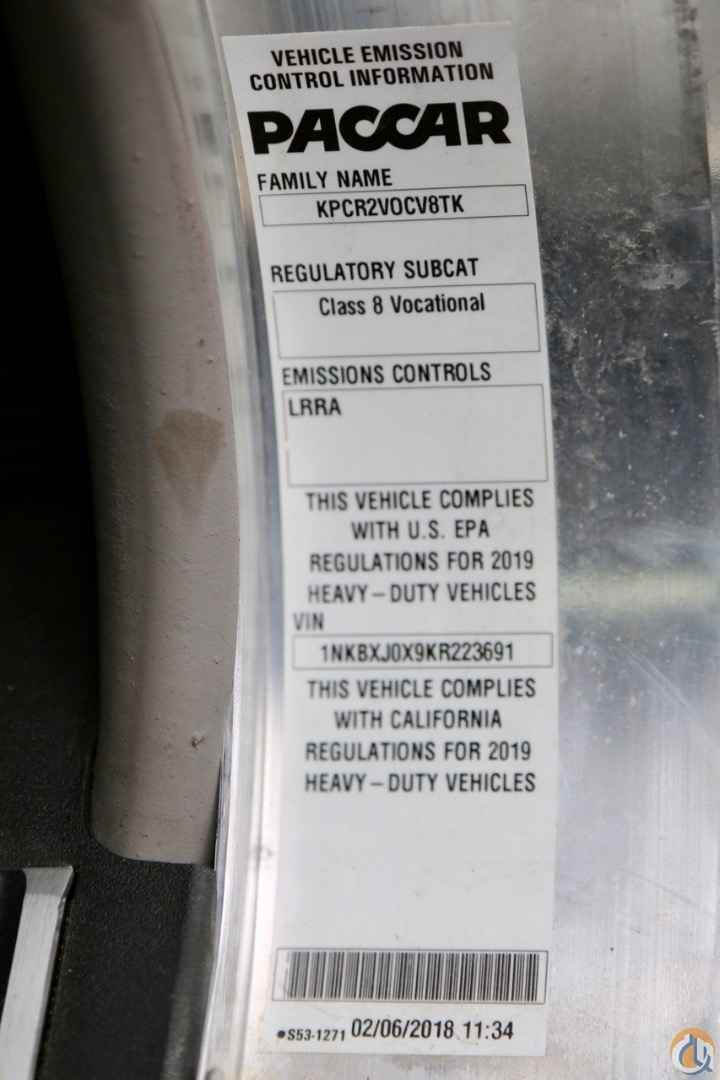 VEHICLE EMISSION
CONTROL INFORMATION
PACCAR
FAMILY NAME
KPCR2VOCV8TK
REGULATORY SUBCAT
Class 8 Vocational
EMISSIONS CONTROLS
LRRA
THIS VEHICLE COMPLIES
WITH U.S. EPA
REGULATIONS FOR 2019
HEAVY–DUTY VEHICLES
VIN
1NKBXJ0X9KR223691
THIS VEHICLE COMPLIES
WITH CALIFORNIA
REGULATIONS FOR 2019
HEAVY–DUTY VEHICLES
•S53-1271 02/06/2018 11:34